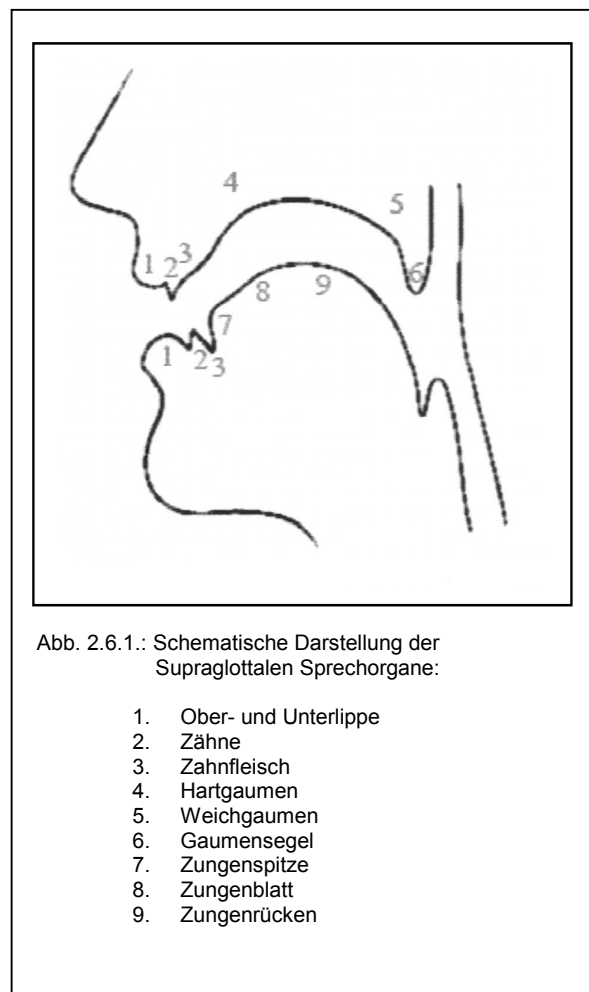 4
5
1
2
3
6
8
9
7
1
2
3
Abb. 2.6.1.: Schematische Darstellung der
Supraglottalen Sprechorgane:
1. Ober- und Unterlippe
2. Zähne
3. Zahnfleisch
4. Hartgaumen
5. Weichgaumen
6. Gaumensegel
7. Zungenspitze
8. Zungenblatt
9. Zungenrücken